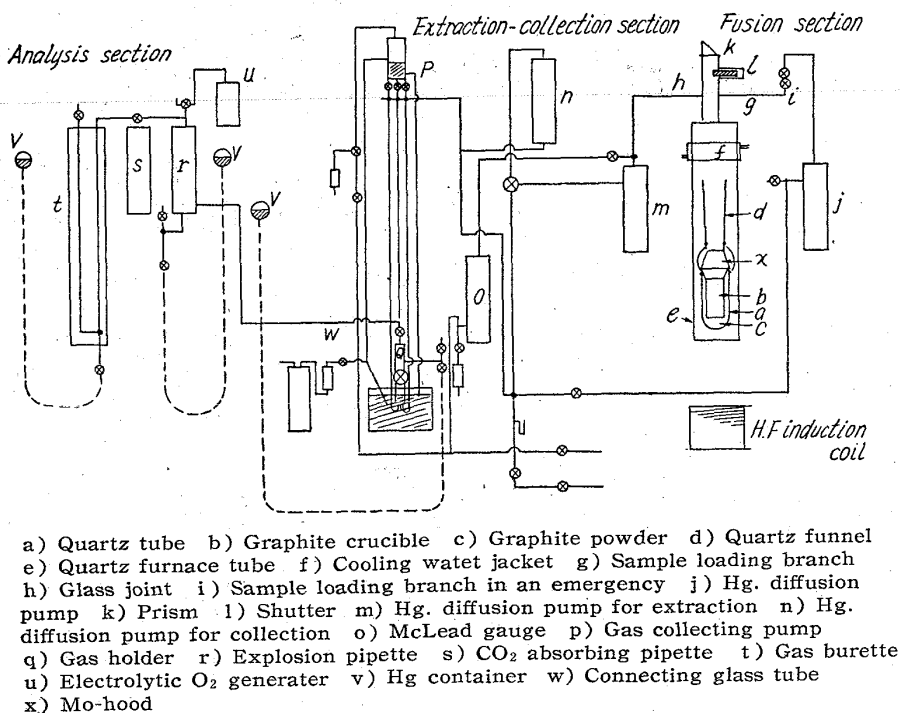 Analysis section
Extraction-collection section
Fusion section
k
l
h
g
i
u
p
n
V
V
V
t
s
r
f
m
d
j
x
o
b
a
e
c
w
q
H.F induction
coil
a) Quartz tube b) Graphite crucible c) Graphite powder d) Quartz funnel
e) Quartz furnace tube f) Cooling watet jacket g) Sample loading branch
h) Glass joint i) Sample loading branch in an emergency j) Hg. diffusion
pump k) Prism l) Shutter m) Hg. diffusion pump for extraction n) Hg.
diffusion pump for collection o) McLead gauge p) Gas collecting pump
q) Gas holder r) Explosion pipette s) CO₂ absorbing pipette t) Gas burette
u) Electrolytic O₂ generater v) Hg container w) Connecting glass tube
x) Mo-hood